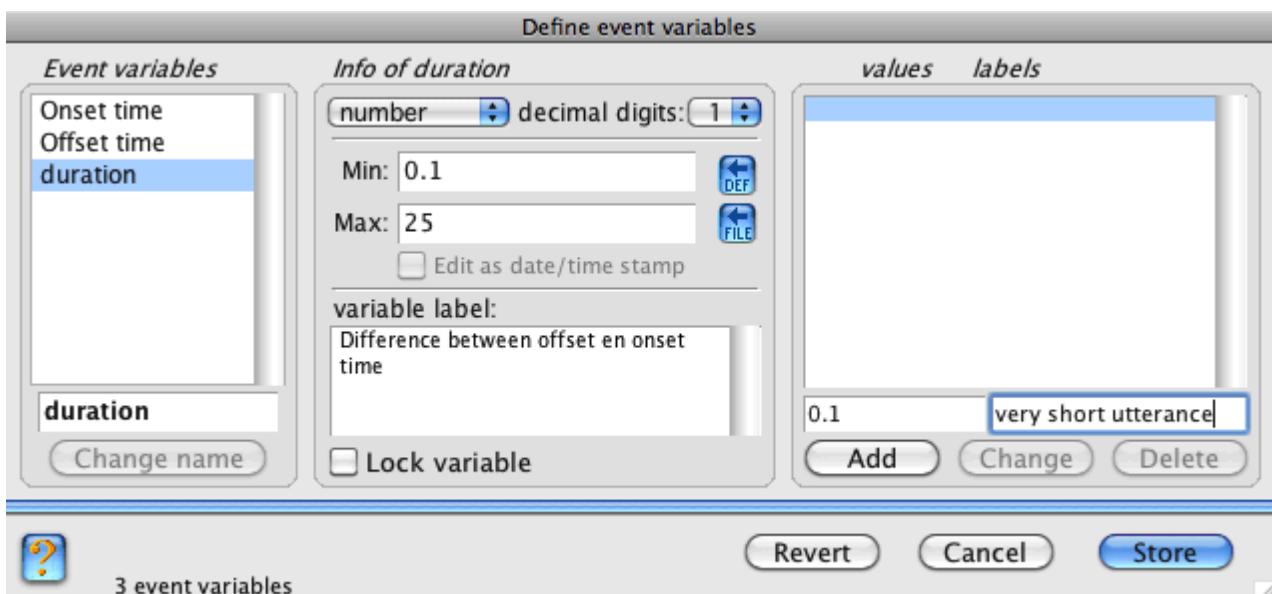 Define event variables
Event variables
Info of duration
values labels
Onset time
Offset time
duration
number decimal digits: 1
Min: 0.1
DEF
Max: 25
FILE
Edit as date/time stamp
variable label:
Difference between offset en onset
time
duration
Change name
Lock variable
0.1 very short utterance
Add Change Delete
?
3 event variables
Revert Cancel Store